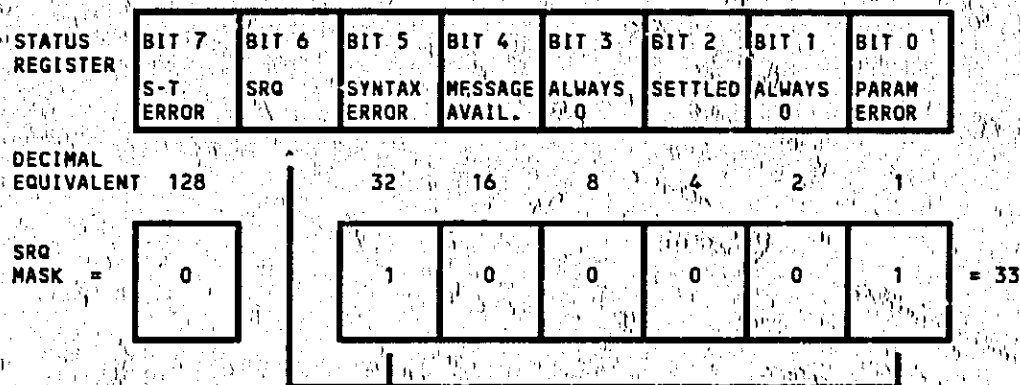 STATUS REGISTER
BIT 7 BIT 6 BIT 5 BIT 4 BIT 3 BIT 2 BIT 1 BIT 0
S-T. ERROR
SRQ
SYNTAX ERROR
MESSAGE AVAIL.
ALWAYS 0
SETTLED
ALWAYS 0
PARAM ERROR
DECIMAL EQUIVALENT 128 32 16 8 4 2 1
SRQ MASK = 0 1 0 0 0 0 1 = 33